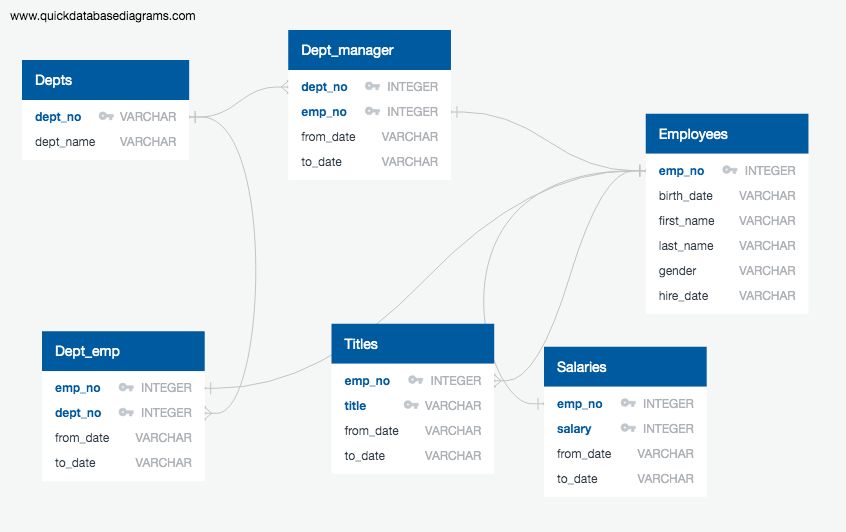 www.quickdatabasediagrams.com
Depts
dept_no VARCHAR
dept_name VARCHAR
Dept_manager
dept_no INTEGER
emp_no INTEGER
from_date VARCHAR
to_date VARCHAR
Employees
emp_no INTEGER
birth_date VARCHAR
first_name VARCHAR
last_name VARCHAR
gender VARCHAR
hire_date VARCHAR
Dept_emp
emp_no INTEGER
dept_no INTEGER
from_date VARCHAR
to_date VARCHAR
Titles
emp_no INTEGER
title VARCHAR
from_date VARCHAR
to_date VARCHAR
Salaries
emp_no INTEGER
salary INTEGER
from_date VARCHAR
to_date VARCHAR